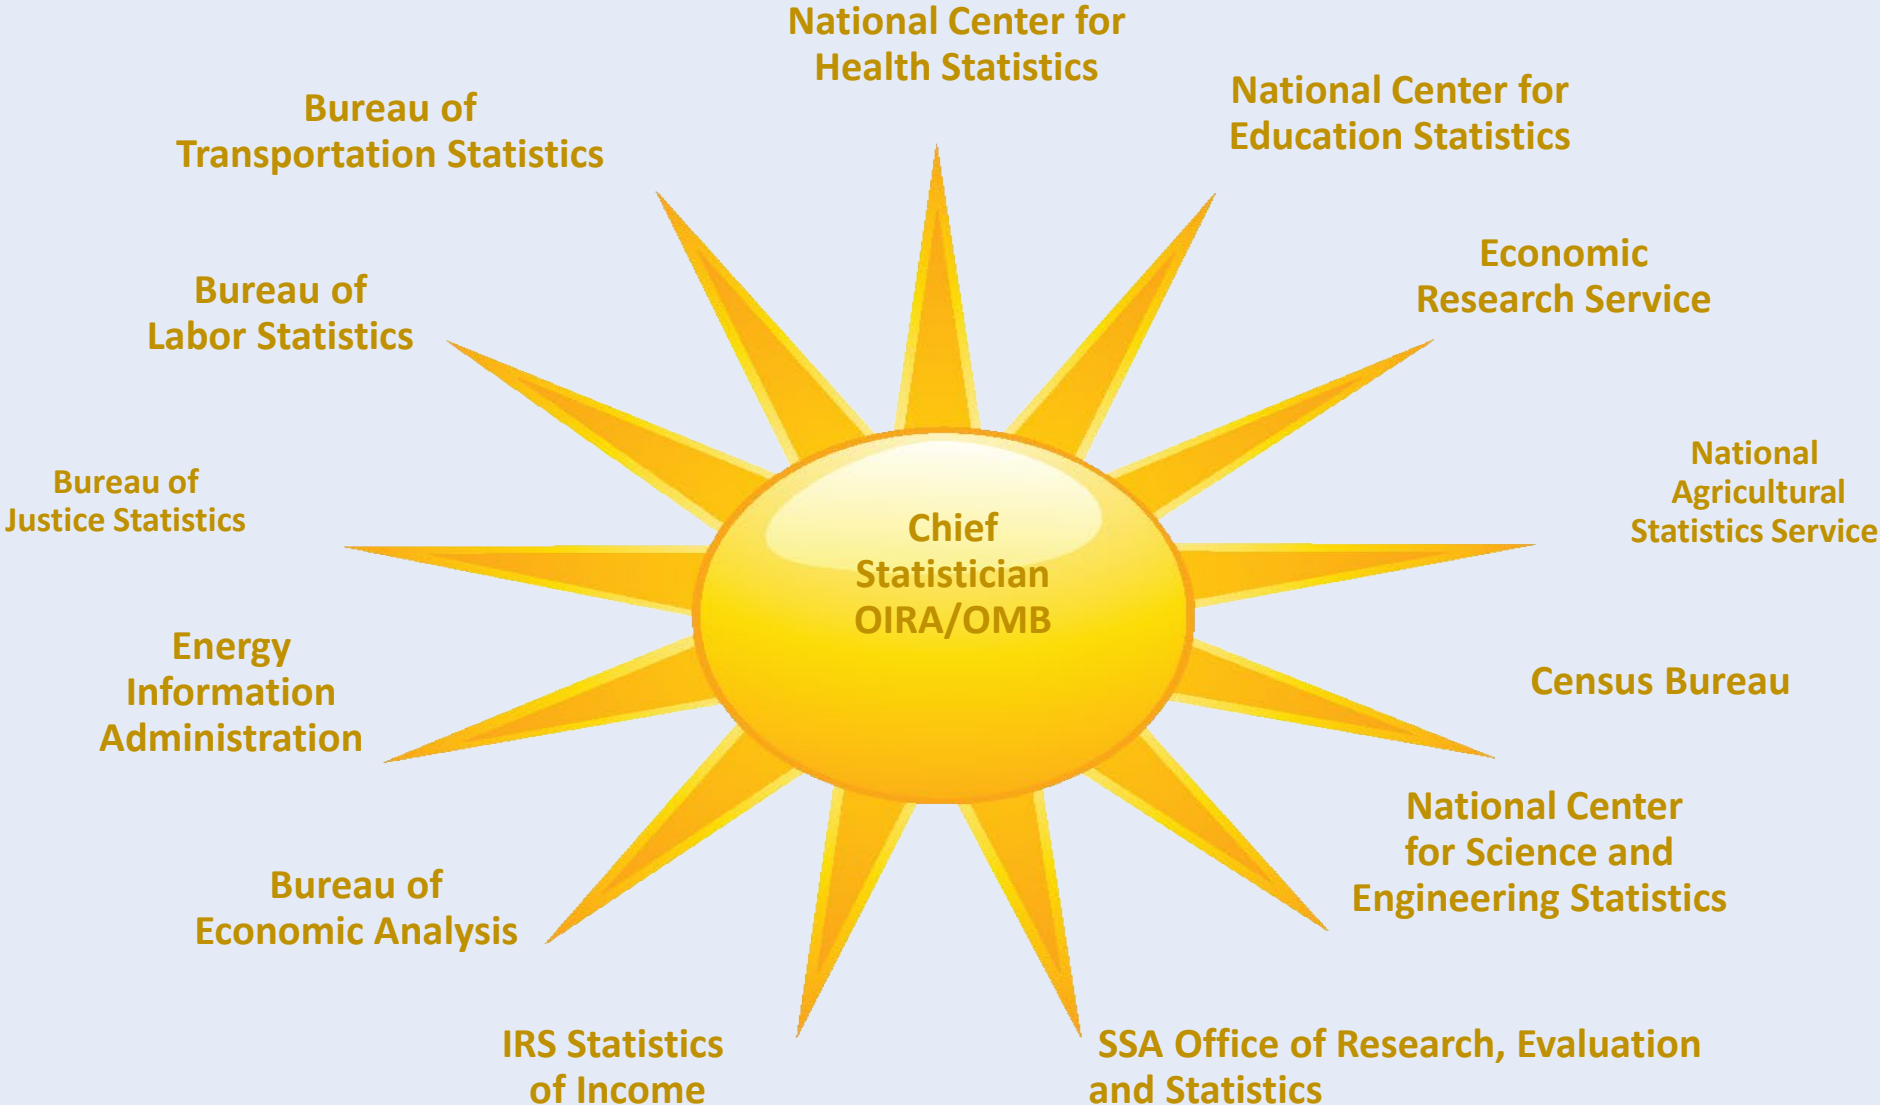 National Center for
Health Statistics
National Center for
Education Statistics
Bureau of
Transportation Statistics
Economic
Research Service
Bureau of
Labor Statistics
National
Agricultural
Statistics Service
Bureau of
Justice Statistics
Chief
Statistician
OIRA/OMB
Energy
Information
Administration
Census Bureau
National Center
for Science and
Engineering Statistics
Bureau of
Economic Analysis
IRS Statistics
of Income
SSA Office of Research, Evaluation
and Statistics